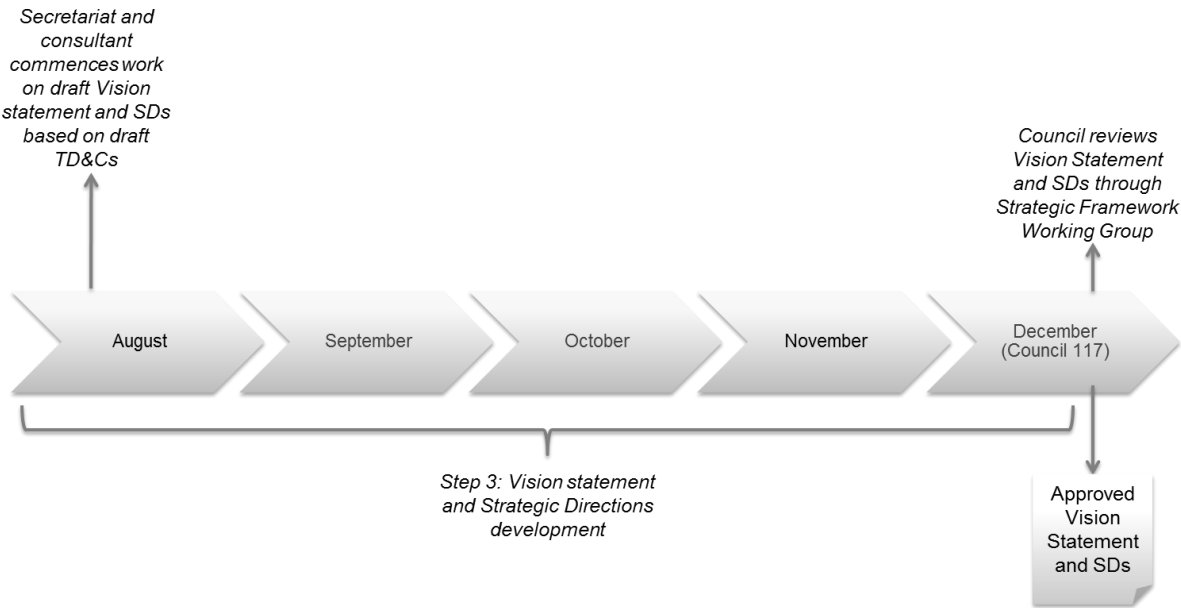 Secretariat and
consultant
commences work
on draft Vision
statement and SDs
based on draft
TD&Cs
Council reviews
Vision Statement
and SDs through
Strategic Framework
Working Group
August
September
October
November
December
(Council 117)
Step 3: Vision statement
and Strategic Directions
development
Approved
Vision
Statement
and SDs